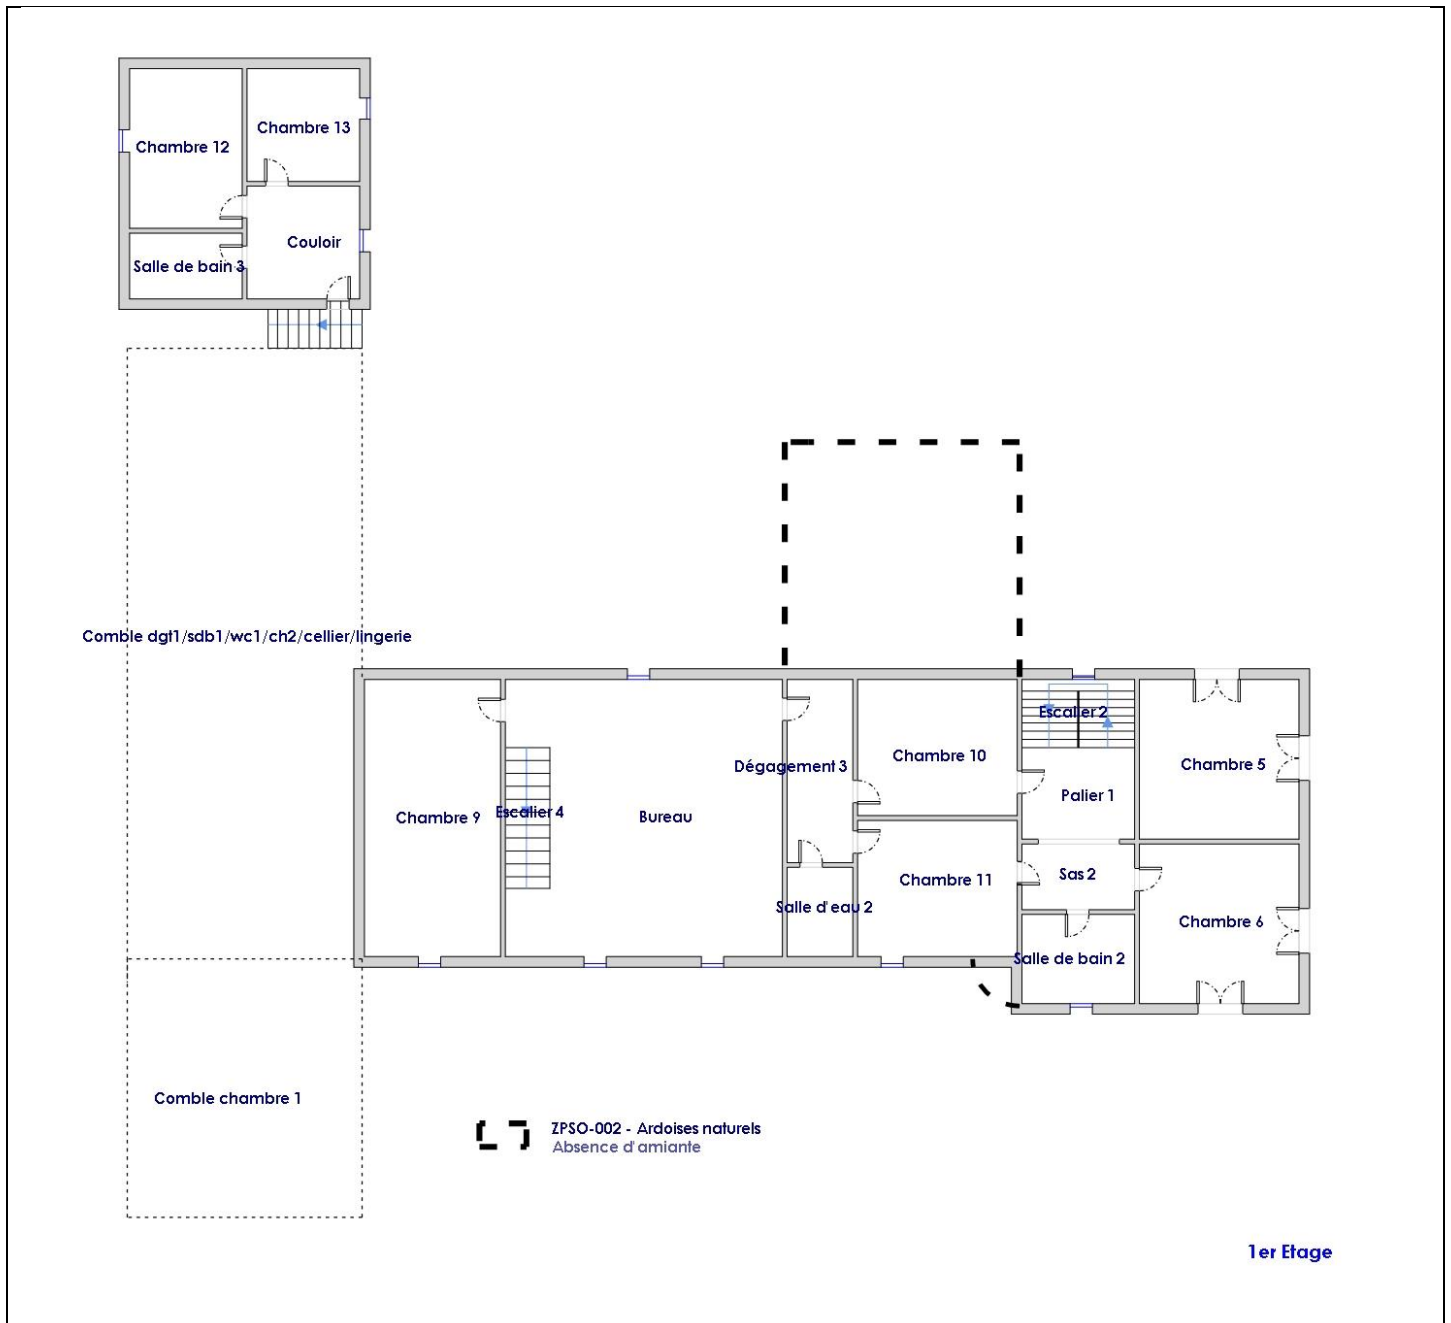 Chambre 13
Chambre 12
Couloir
Salle de bain 3
Comble dgt1/sdb1/wc1/ch2/cellier/lingerie
Escalier 2
Chambre 10
Chambre 5
Dégagement 3
Palier 1
Escalier 4
Chambre 9
Bureau
Sas 2
Chambre 11
Salle d'eau 2
Chambre 6
Salle de bain 2
Comble chambre 1
ZPSO-002 - Ardoises naturels
Absence d'amiante
1er Etage